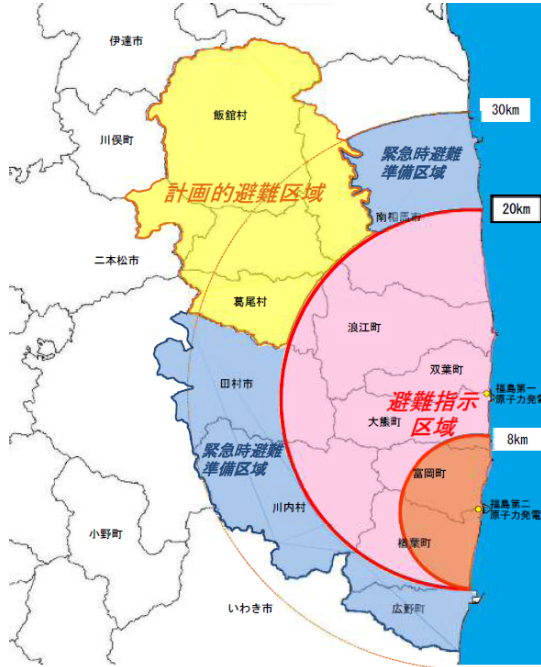 伊達市
飯舘村
30km
川俣町
緊急時避難
準備区域
計画的避難区域
南相馬市
20km
二本松市
葛尾村
浪江町
田村市
双葉町
福島第一
原子力発電
避難指示
区域
大熊町
8km
緊急時避難
準備区域
富岡町
川内村
福島第二
原子力発電
小野町
楢葉町
いわき市
広野町